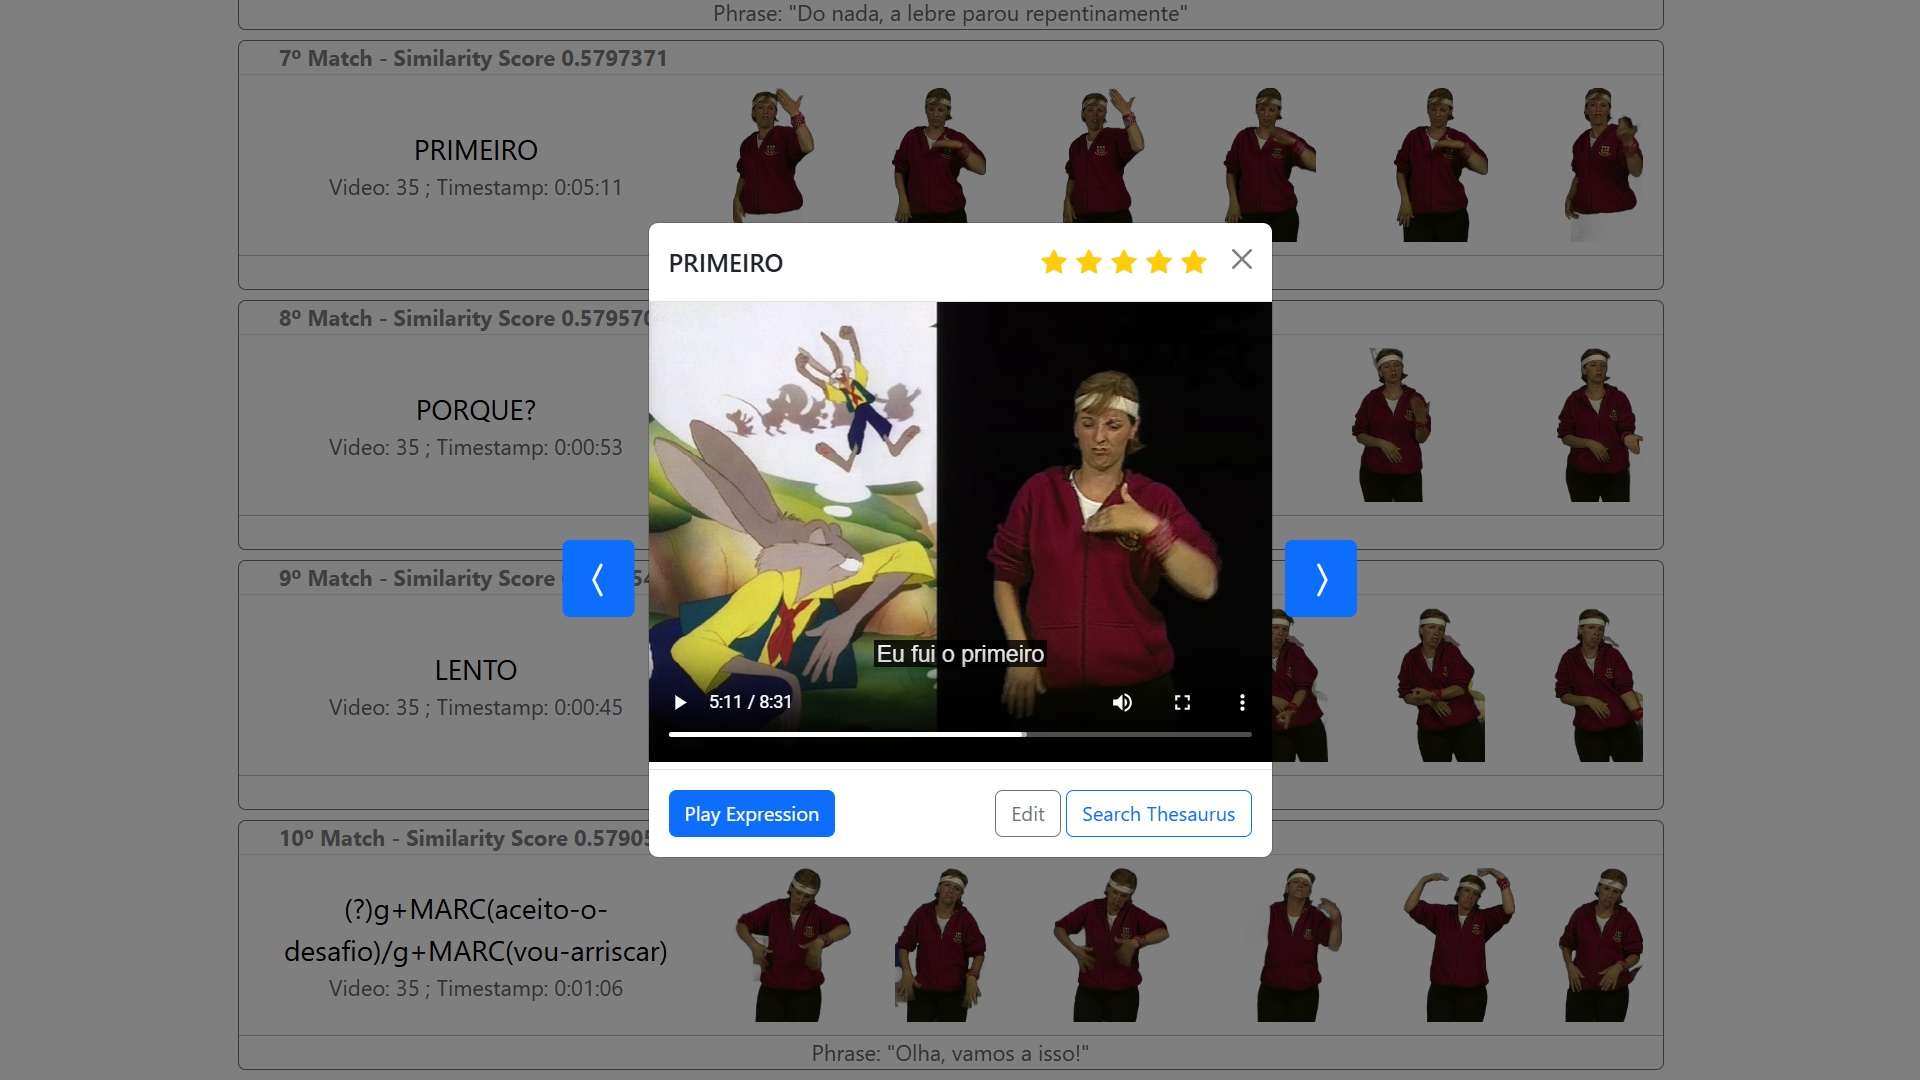 Phrase: "Do nada, a lebre parou repentinamente"
7º Match - Similarity Score 0.5797371
PRIMEIRO
Video: 35 ; Timestamp: 0:05:11
PRIMEIRO
8º Match - Similarity Score 0.57957
PORQUE?
Video: 35 ; Timestamp: 0:00:53
9º Match - Similarity Score
LENTO
Video: 35 ; Timestamp: 0:00:45
Eu fui o primeiro
5:11 / 8:31
Play Expression
Edit
Search Thesaurus
10º Match - Similarity Score 0.57905
(?)g+MARC(aceito-o-
desafio)/g+MARC(vou-arriscar)
Video: 35 ; Timestamp: 0:01:06
Phrase: "Olha, vamos a isso!"